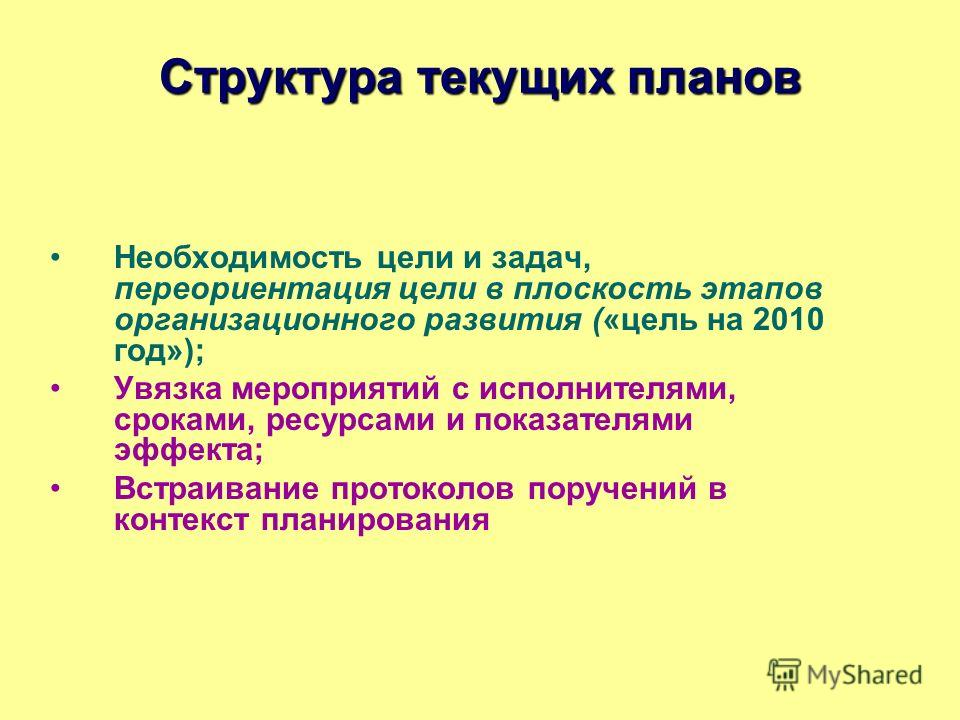 Структура текущих планов
• Необходимость цели и задач,
переориентация цели в плоскость этапов
организационного развития («цель на 2010
год»);
• Увязка мероприятий с исполнителями,
сроками, ресурсами и показателями
эффекта;
• Встраивание протоколов поручений в
контекст планирования
MyShared